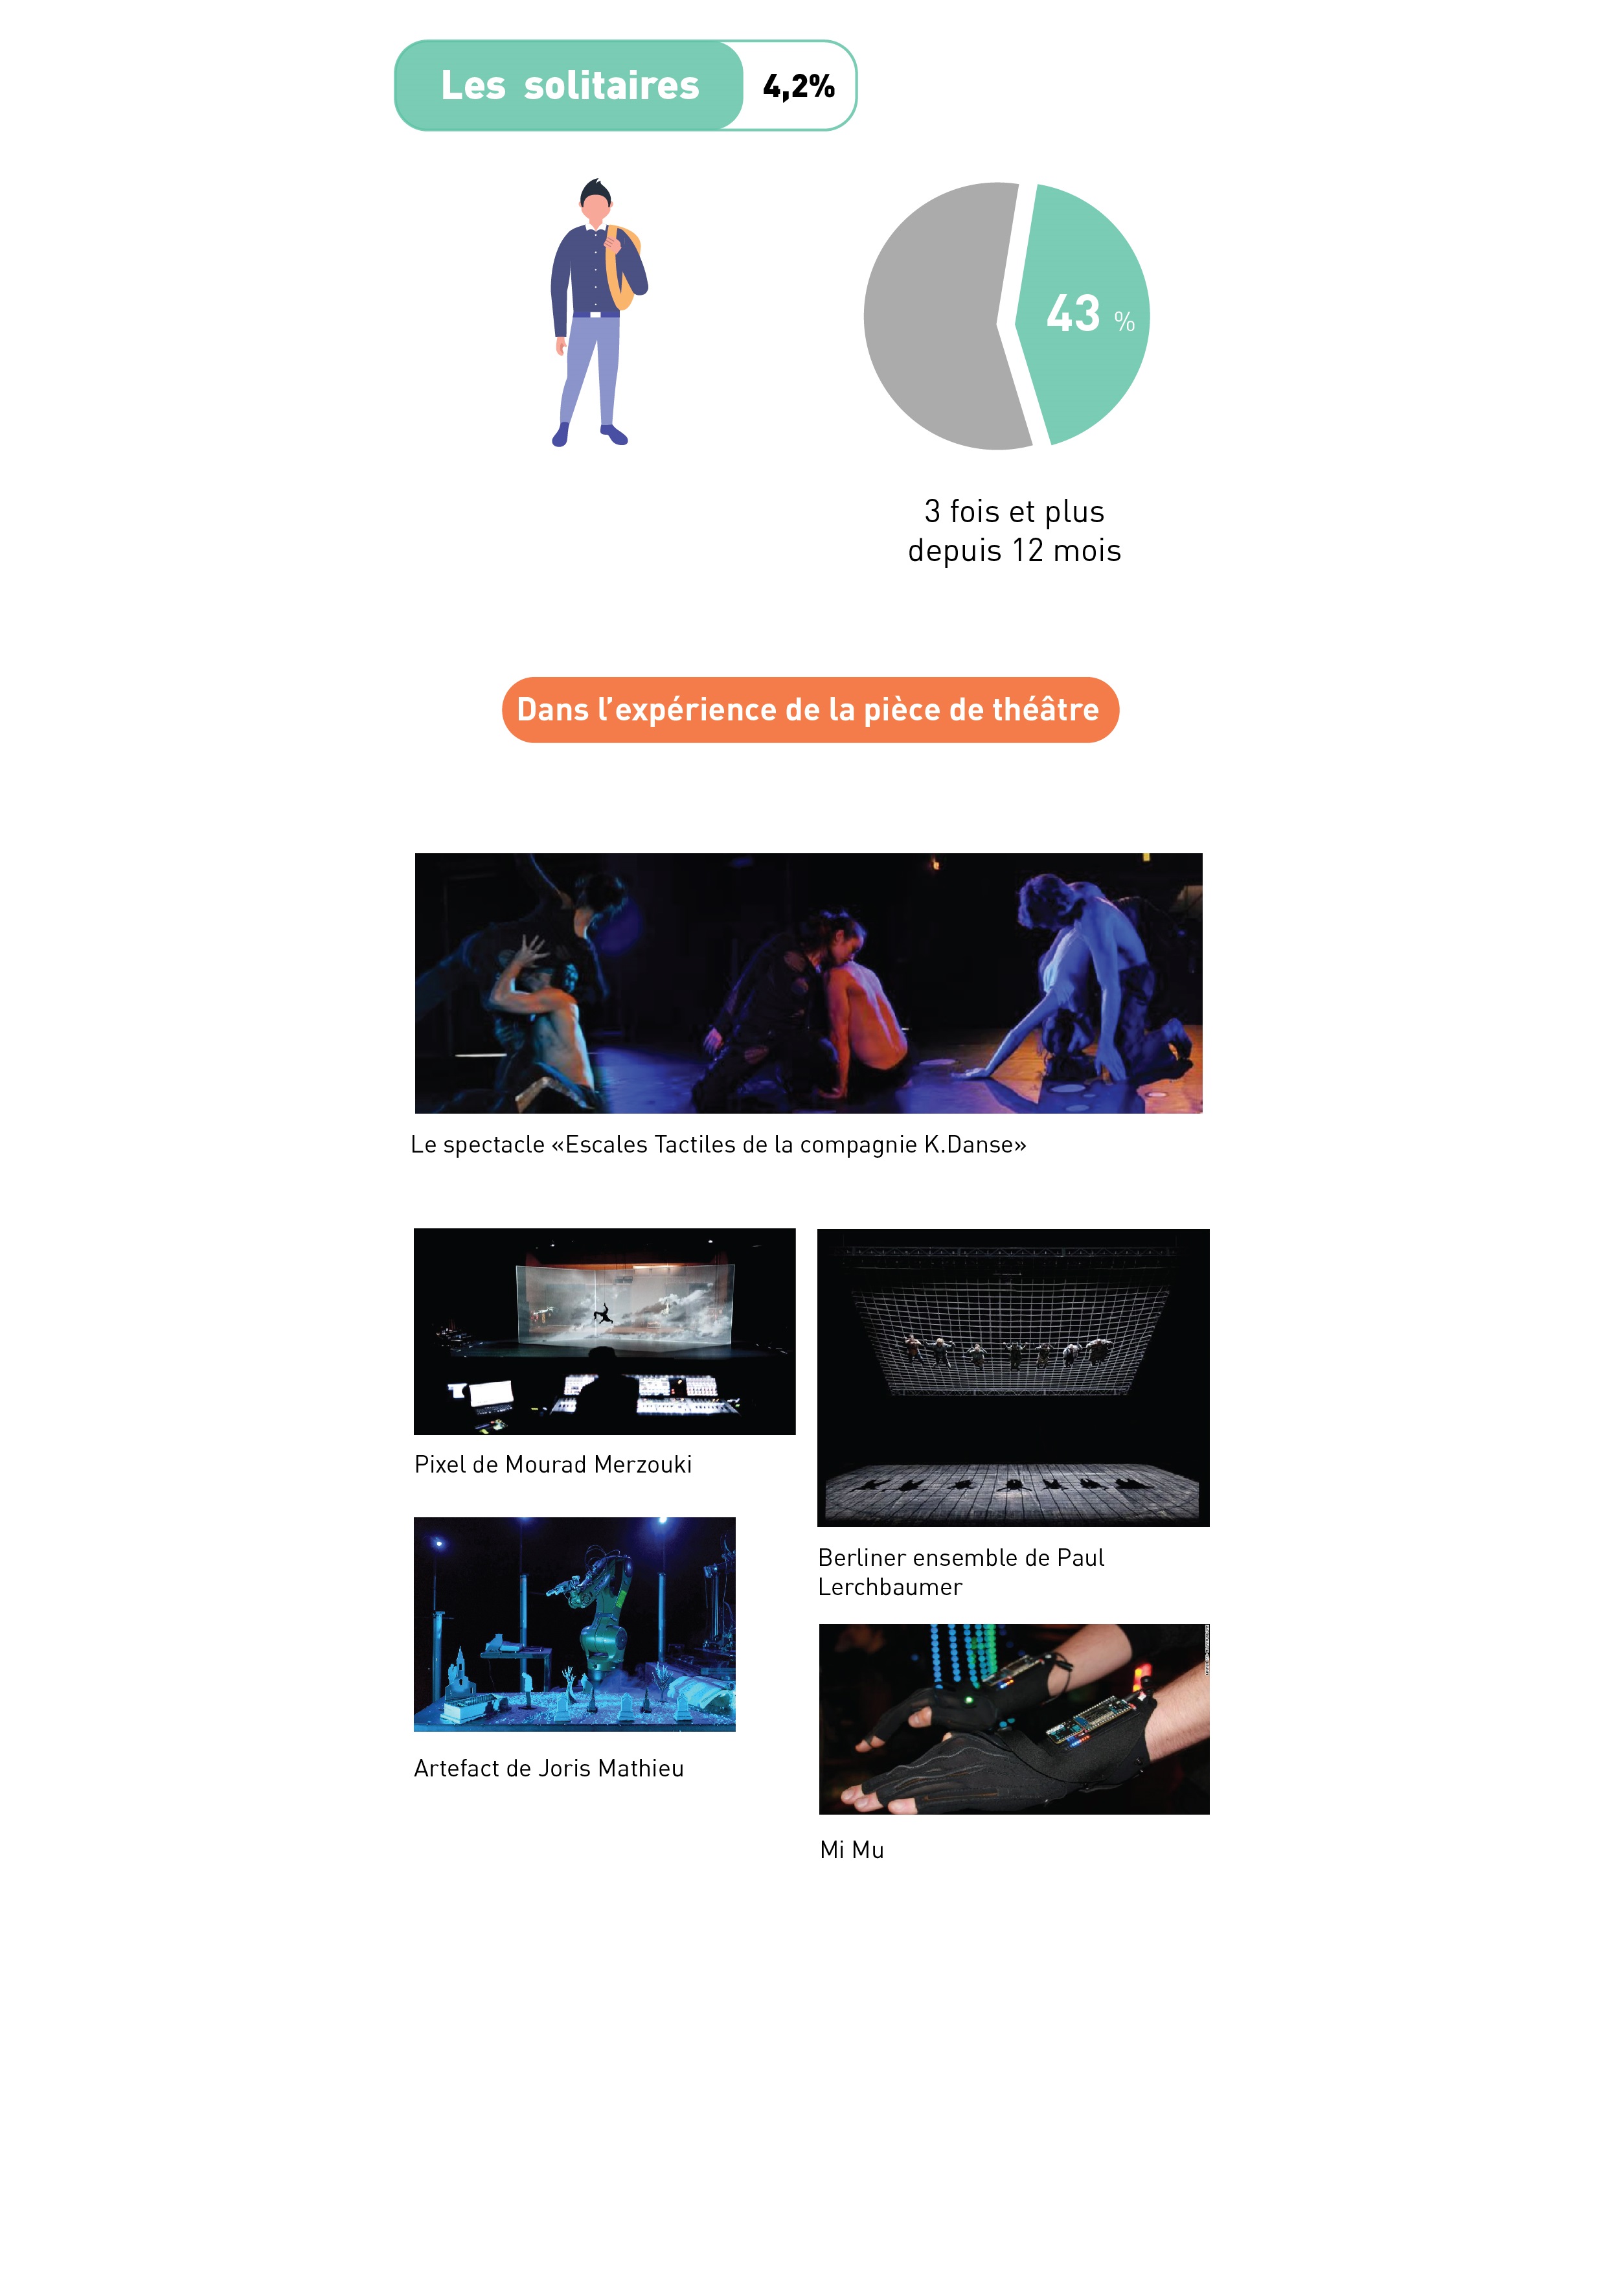 Les solitaires 4,2%
43 %
3 fois et plus
depuis 12 mois
Dans l’expérience de la pièce de théâtre
Le spectacle «Escales Tactiles de la compagnie K.Danse»
Pixel de Mourad Merzouki
Berliner ensemble de Paul
Lerchbaumer
Artefact de Joris Mathieu
Mi Mu